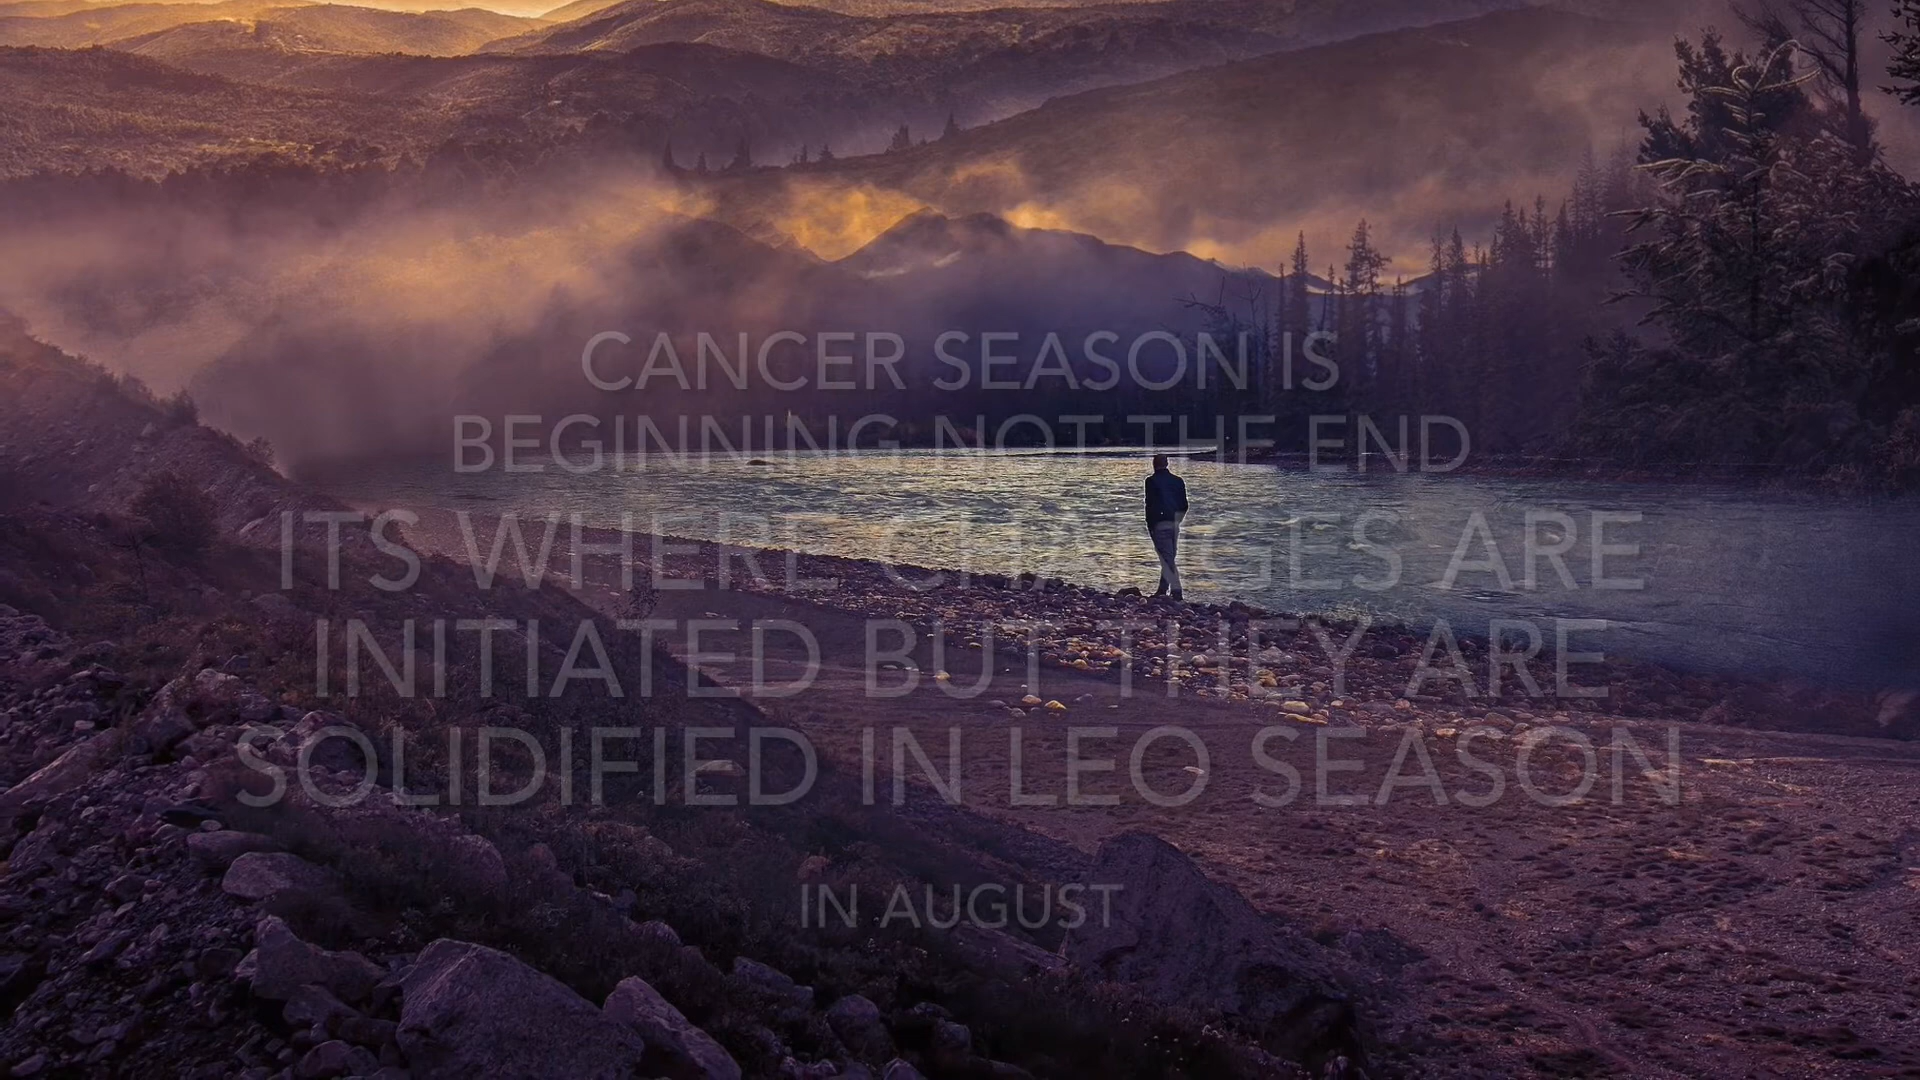 CANCER SEASON IS
BEGINNING NOT THE END
ITS WHERE CHANGES ARE
INITIATED BUT THEY ARE
SOLIDIFIED IN LEO SEASON
IN AUGUST